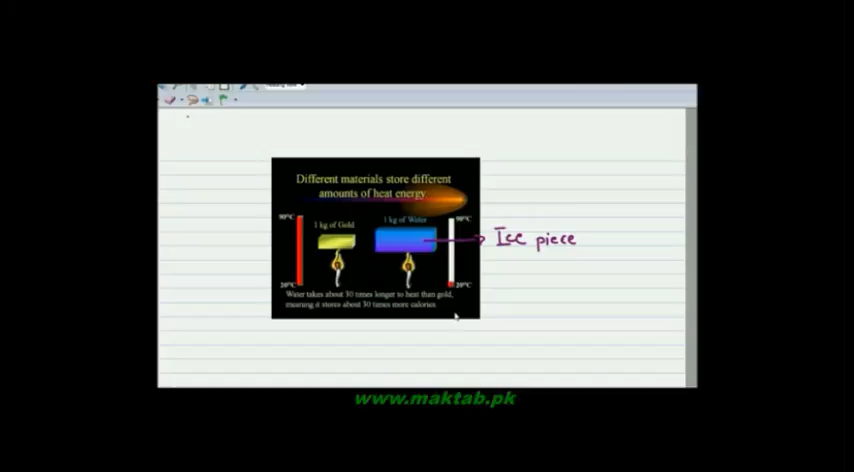 Different materials store different
amounts of heat energy
90°C
1 kg of Gold
1 kg of Water
90°C
Ice piece
20°C
20°C
Water takes about 30 times longer to heat than gold,
meaning it stores about 30 times more calories
www.maktab.pk